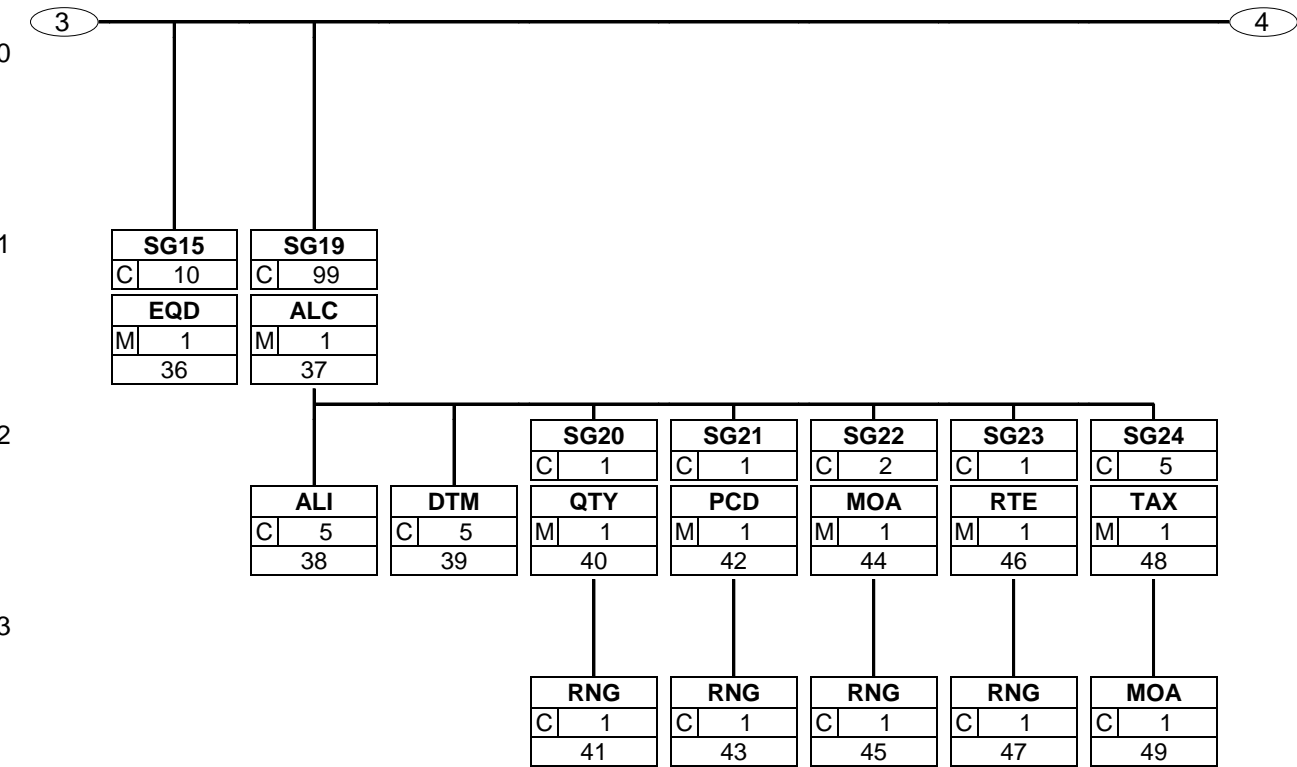 3 4
0
1
SG15 SG19
C 10 C 99
EQD ALC
M 1 M 1
36 37
2
SG20 SG21 SG22 SG23 SG24
C 1 C 1 C 2 C 1 C 5
ALI DTM QTY PCD MOA RTE TAX
C 5 C 5 M 1 M 1 M 1 M 1 M 1
38 39 40 42 44 46 48
3
RNG RNG RNG RNG MOA
C 1 C 1 C 1 C 1 C 1
41 43 45 47 49